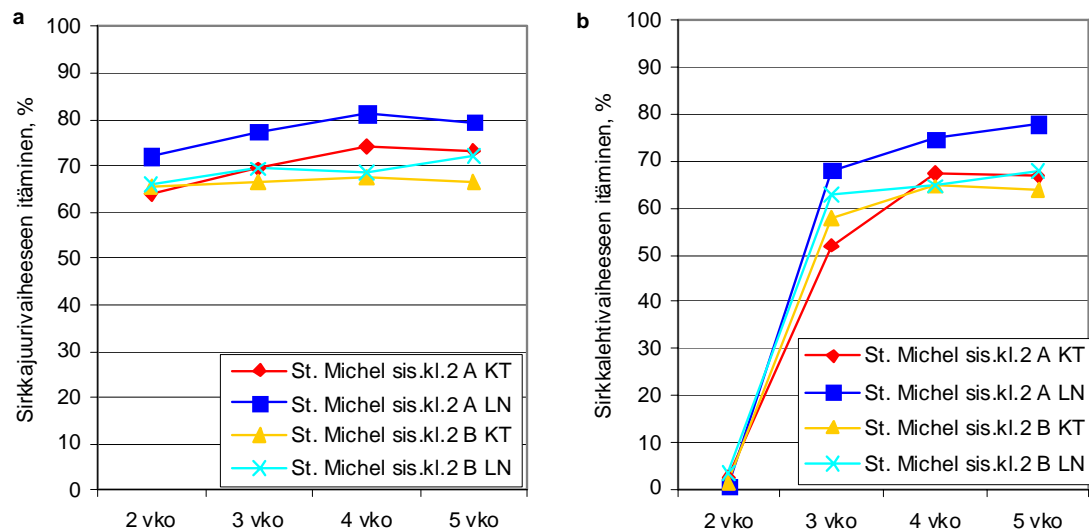 a
Sirkkajuurivaiheeseen itäminen, %
100
90
80
70
60
50
40
30
20
10
0
St. Michel sis.kl.2 A KT
St. Michel sis.kl.2 A LN
St. Michel sis.kl.2 B KT
St. Michel sis.kl.2 B LN
2 vko 3 vko 4 vko 5 vko
b
Sirkkalehtivaiheeseen itäminen, %
100
90
80
70
60
50
40
30
20
10
0
St. Michel sis.kl.2 A KT
St. Michel sis.kl.2 A LN
St. Michel sis.kl.2 B KT
St. Michel sis.kl.2 B LN
2 vko 3 vko 4 vko 5 vko